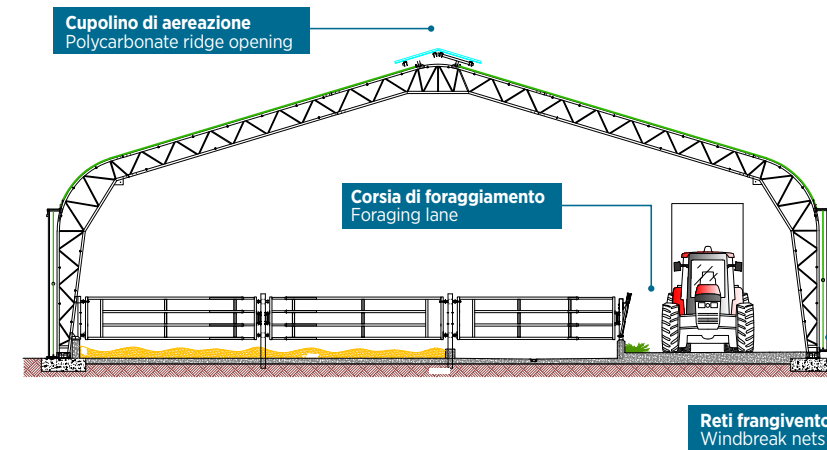 Cupolino di aereazione
Polycarbonate ridge opening
Corsia di foraggiamento
Foraging lane
Reti frangivento
Windbreak nets